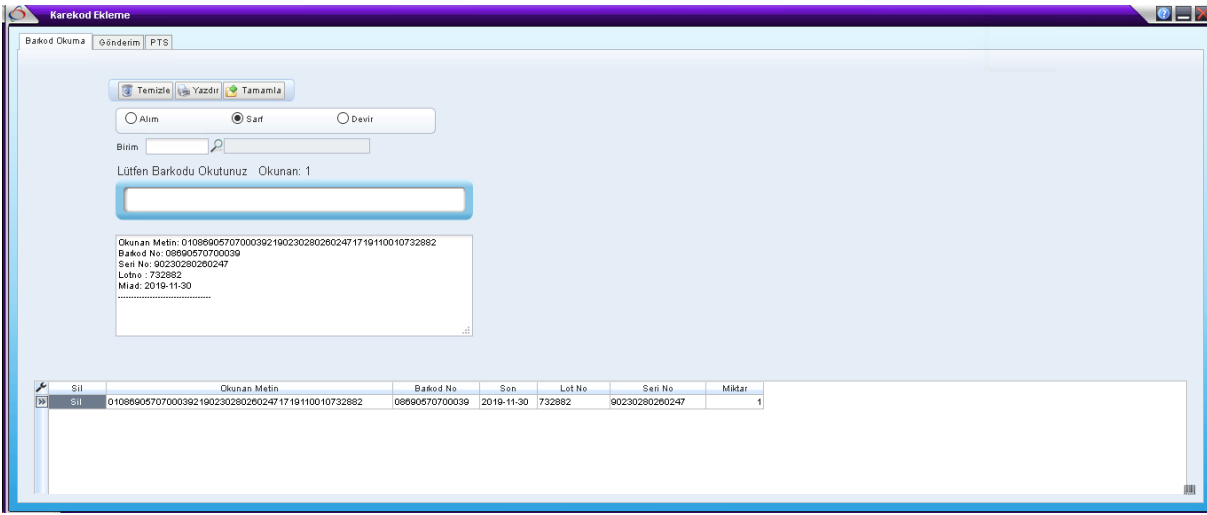 Karekod Ekleme
Barkod Okuma Gönderim PTS
Temizle Yazdır Tamamla
Alım Sarf Devir
Birim
Lütfen Barkodu Okutunuz Okunan: 1
Okunan Metin: 010869057070003921902302802602471719110010732882
Barkod No: 08690570700039
Seri No: 90230280260247
Lotno : 732882
Miad: 2019-11-30
-----------------------------------
Sil Okunan Metin Barkod No Son Lot No Seri No Miktar
Sil 010869057070003921902302802602471719110010732882 08690570700039 2019-11-30 732882 90230280260247 1